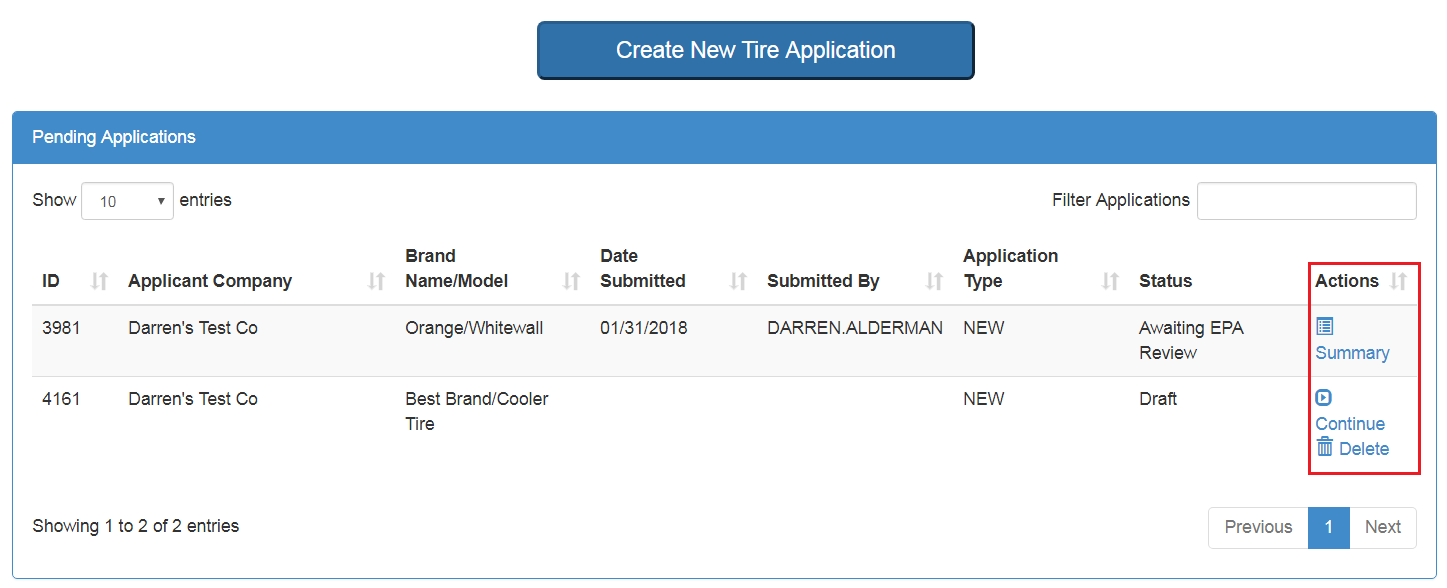 Create New Tire Application
Pending Applications
Show 10 entries
Filter Applications
ID Applicant Company Brand Name/Model Date Submitted Submitted By Application Type Status Actions
3981 Darren's Test Co Orange/Whitewall 01/31/2018 DARREN.ALDERMAN NEW Awaiting EPA Review Summary
4161 Darren's Test Co Best Brand/Cooler Tire NEW Draft Continue Delete
Showing 1 to 2 of 2 entries
Previous 1 Next